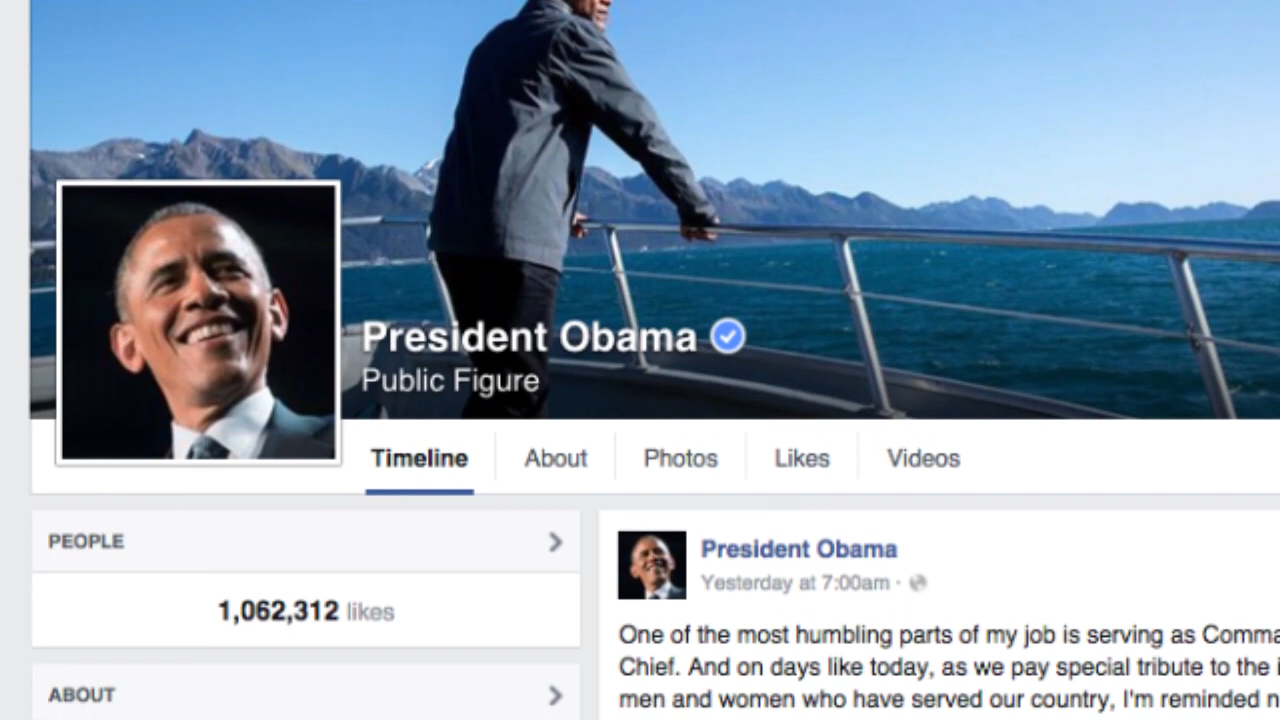 President Obama
Public Figure
Timeline
About
Photos
Likes
Videos
PEOPLE
1,062,312 likes
ABOUT
President Obama
Yesterday at 7:00am ·
One of the most humbling parts of my job is serving as
Chief. And on days like today, as we pay special tribute to the
men and women who have served our country, I'm reminded